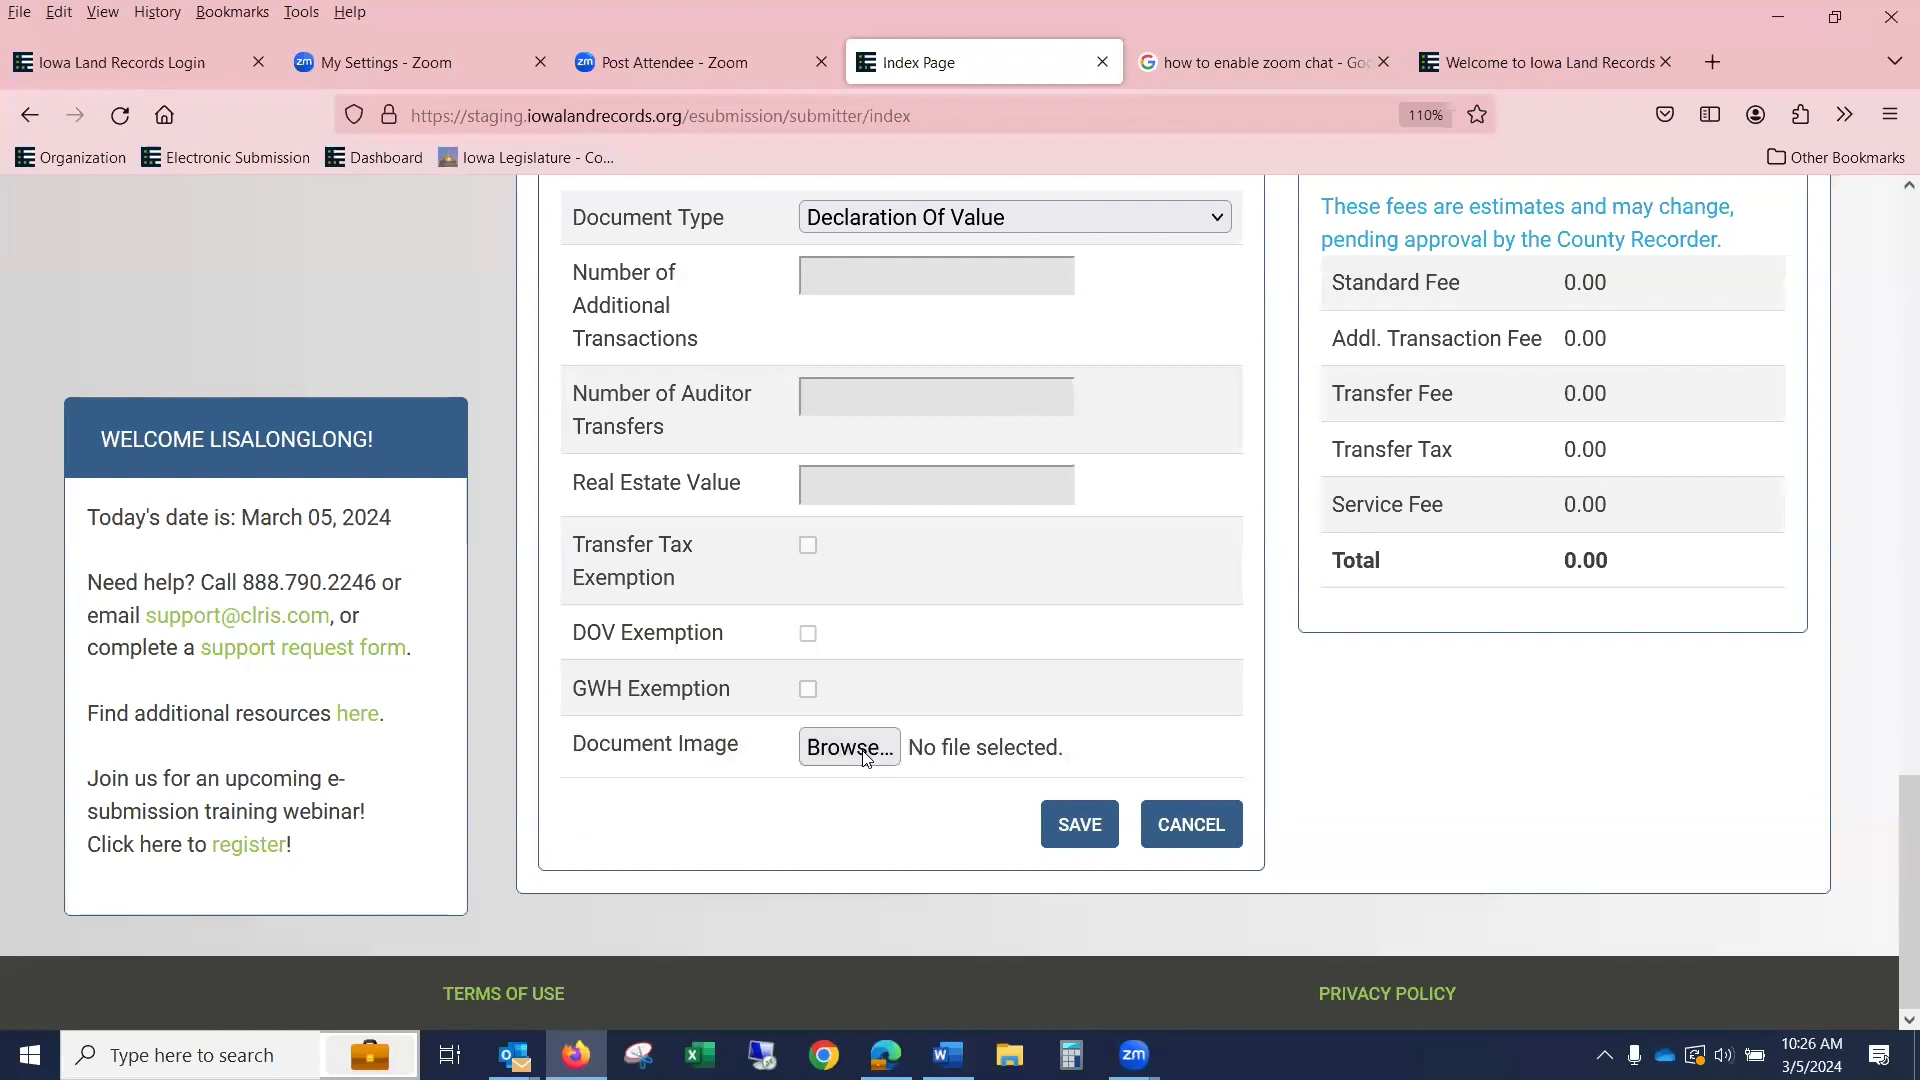 File Edit View History Bookmarks Tools Help
Iowa Land Records Login
My Settings - Zoom
Post Attendee - Zoom
Index Page
how to enable zoom chat - Goo
Welcome to Iowa Land Records
https://staging.iowalandrecords.org/esubmission/submitter/index
110%
Organization
Electronic Submission
Dashboard
Iowa Legislature - Co...
Other Bookmarks
Document Type
Declaration Of Value
Number of
Additional
Transactions
Number of Auditor
Transfers
Real Estate Value
Transfer Tax
Exemption
DOV Exemption
GWH Exemption
Document Image
Browse... No file selected.
SAVE
CANCEL
These fees are estimates and may change,
pending approval by the County Recorder.
Standard Fee 0.00
Addl. Transaction Fee 0.00
Transfer Fee 0.00
Transfer Tax 0.00
Service Fee 0.00
Total 0.00
WELCOME LISALONGLONG!
Today's date is: March 05, 2024
Need help? Call 888.790.2246 or
email support@clris.com, or
complete a support request form.
Find additional resources here.
Join us for an upcoming e-
submission training webinar!
Click here to register!
TERMS OF USE
PRIVACY POLICY
Type here to search
zm
10:26 AM
3/5/2024